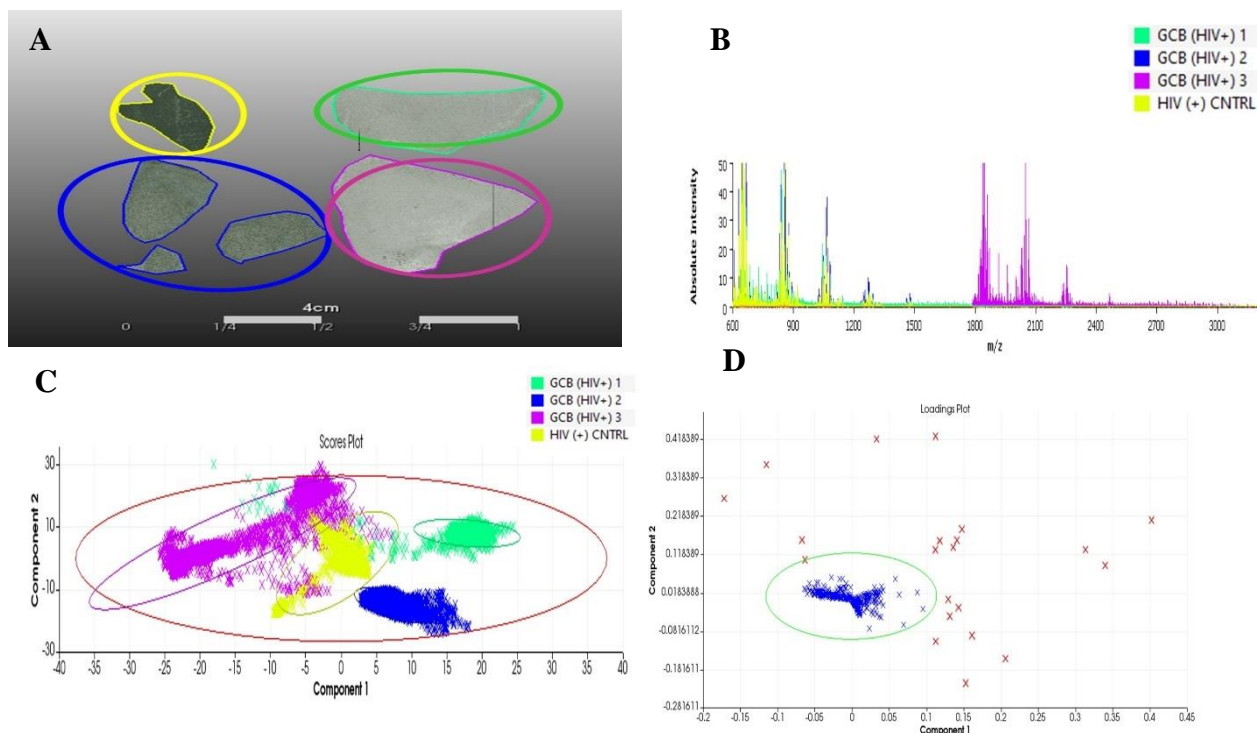 A
4cm
0 1/4 1/2 3/4 1
B
GCB (HIV+) 1
GCB (HIV+) 2
GCB (HIV+) 3
HIV (+) CNTRL
Absolute Intensity
50
40
30
20
10
0
600 900 1200 1500 1800 2100 2400 2700 3000
m/z
C
GCB (HIV+) 1
GCB (HIV+) 2
GCB (HIV+) 3
HIV (+) CNTRL
Scores Plot
Component 2
30
10
-10
-30
-40 -35 -30 -25 -20 -15 -10 -5 0 5 10 15 20 25 30 35 40
Component 1
D
Loadings Plot
Component 2
0.418389
0.318389
0.218389
0.118389
0.0183888
-0.0816112
-0.181611
-0.281611
-0.2 -0.15 -0.1 -0.05 0 0.05 0.1 0.15 0.2 0.25 0.3 0.35 0.4 0.45
Component 1